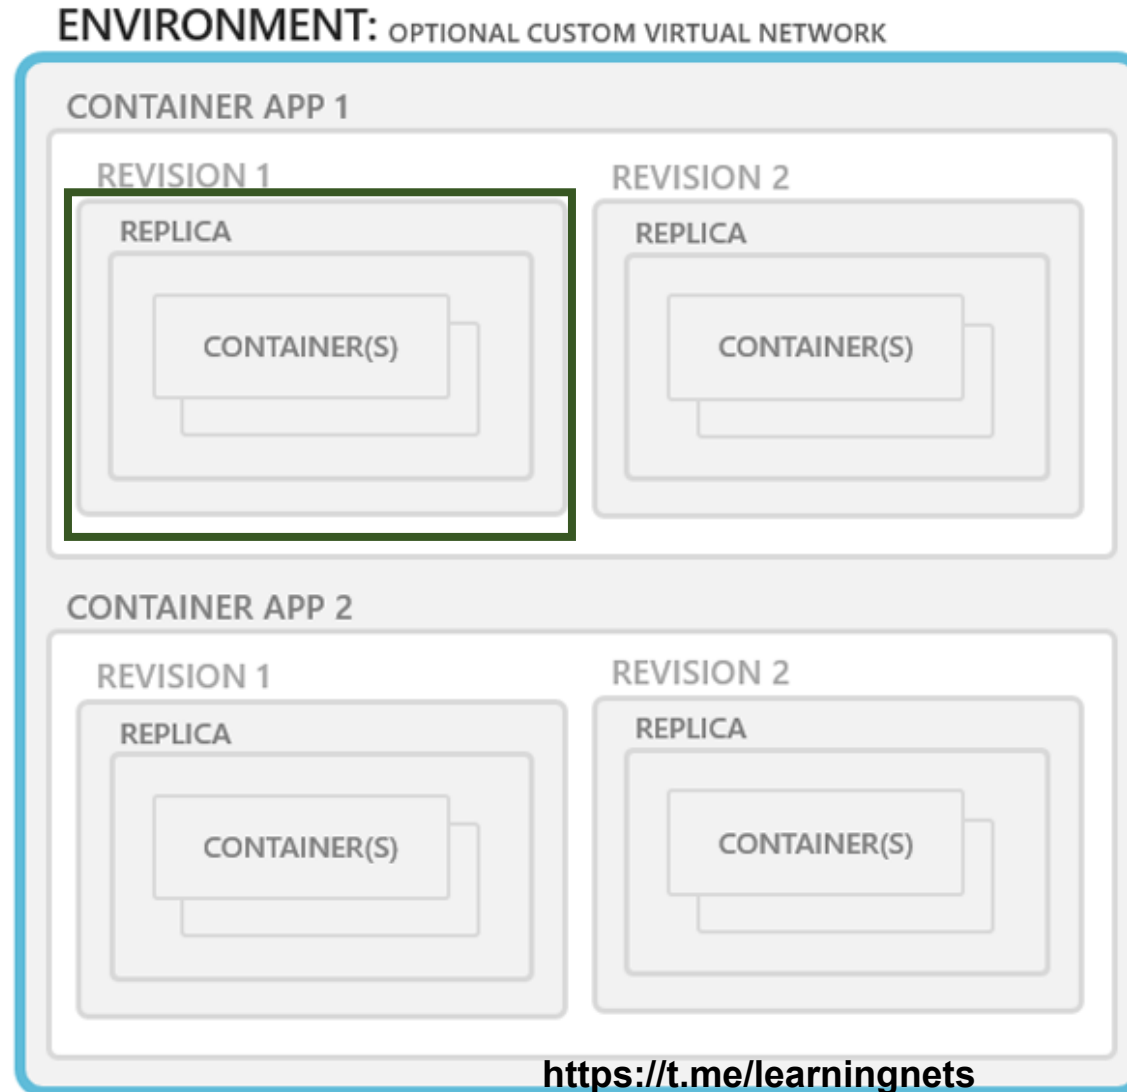 ENVIRONMENT: OPTIONAL CUSTOM VIRTUAL NETWORK
CONTAINER APP 1
REVISION 1
REPLICA
CONTAINER(S)
REVISION 2
REPLICA
CONTAINER(S)
CONTAINER APP 2
REVISION 1
REPLICA
CONTAINER(S)
REVISION 2
REPLICA
CONTAINER(S)
https://t.me/learningnets